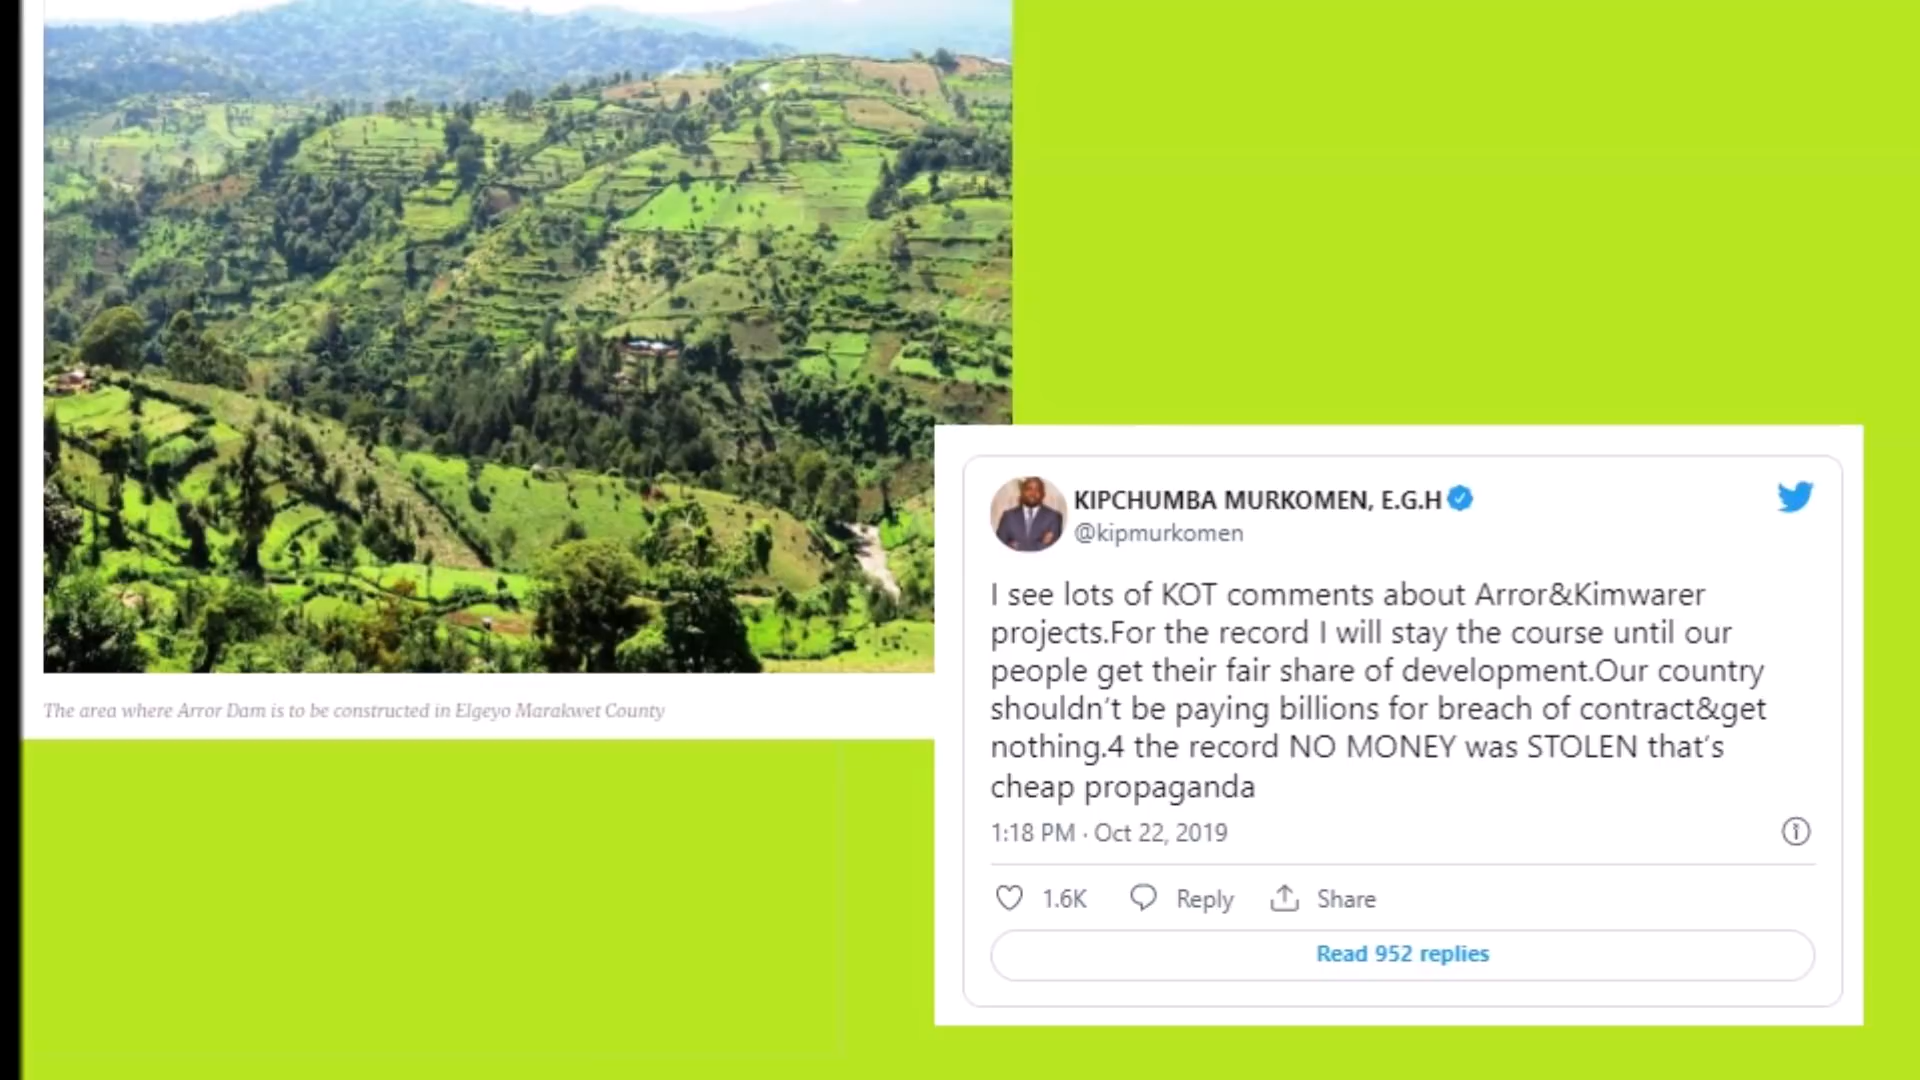 The area where Arror Dam is to be constructed in Elgeyo Marakwet County
KIPCHUMBA MURKOMEN, E.G.H
@kipmurkomen
I see lots of KOT comments about Arror&Kimwarer
projects.For the record I will stay the course until our
people get their fair share of development.Our country
shouldn't be paying billions for breach of contract&get
nothing.4 the record NO MONEY was STOLEN that's
cheap propaganda
1:18 PM · Oct 22, 2019
1.6K Reply Share
Read 952 replies